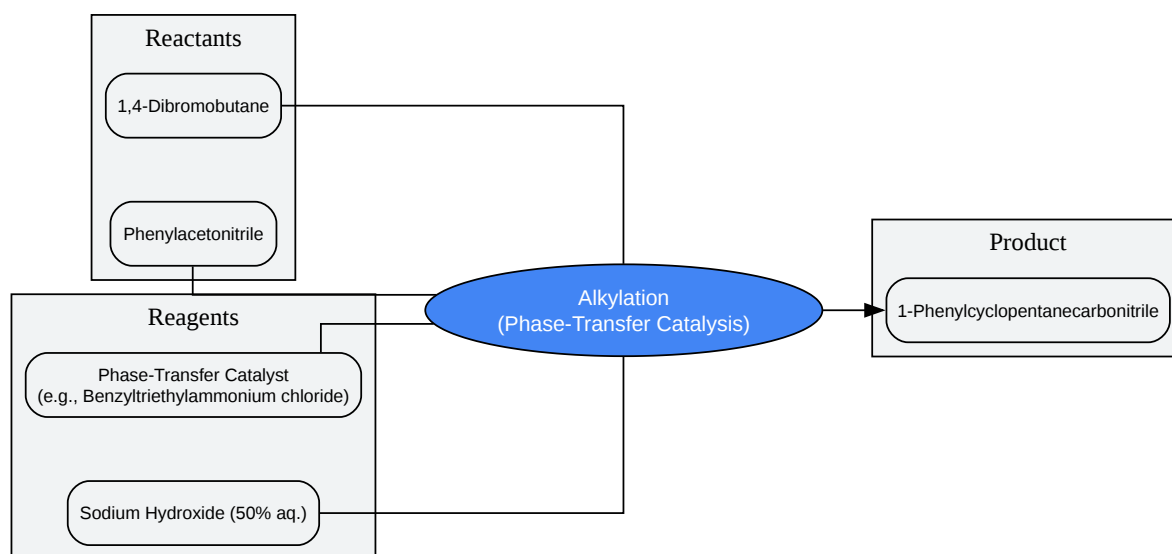 Reactants
1,4-Dibromobutane
Phenylacetonitrile
Reagents
Phase-Transfer Catalyst
(e.g., Benzyltriethylammonium chloride)
Sodium Hydroxide (50% aq.)
Alkylation
(Phase-Transfer Catalysis)
Product
1-Phenylcyclopentanecarbonitrile